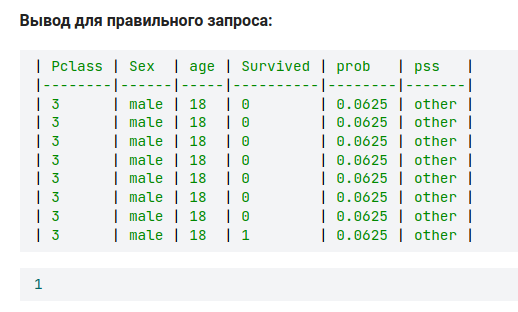 Вывод для правильного запроса:
| Pclass | Sex  | age | Survived | prob   | pss   |
|--------|------|-----|----------|--------|-------|
| 3      | male | 18  | 0        | 0.0625 | other |
| 3      | male | 18  | 0        | 0.0625 | other |
| 3      | male | 18  | 0        | 0.0625 | other |
| 3      | male | 18  | 0        | 0.0625 | other |
| 3      | male | 18  | 0        | 0.0625 | other |
| 3      | male | 18  | 0        | 0.0625 | other |
| 3      | male | 18  | 0        | 0.0625 | other |
| 3      | male | 18  | 1        | 0.0625 | other |
1